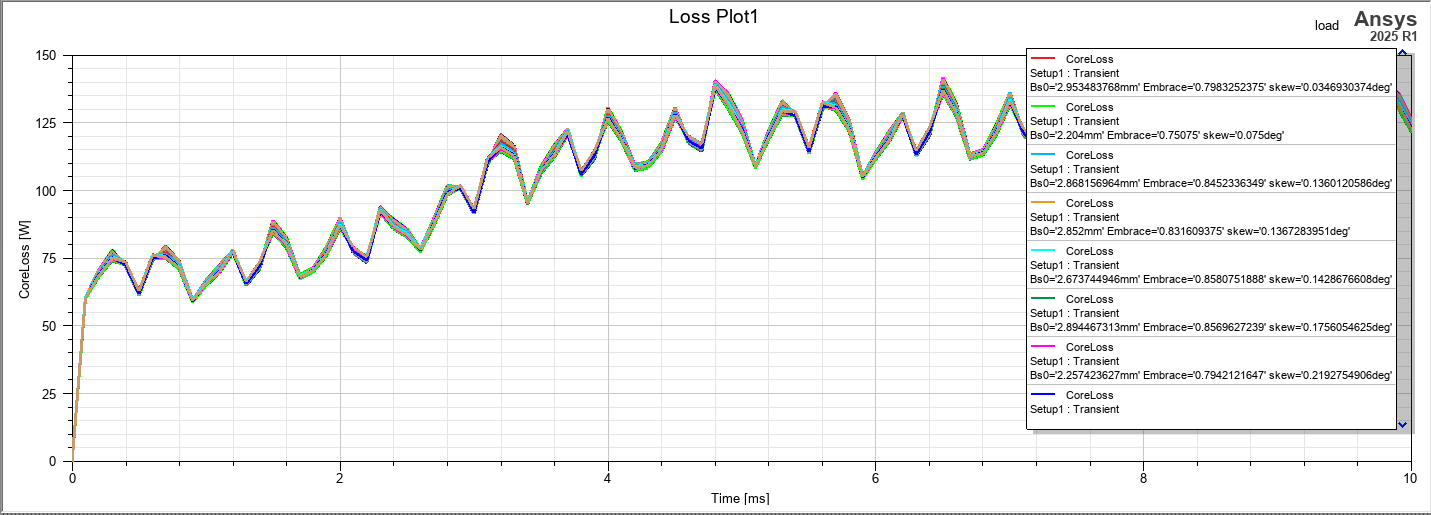 Loss Plot1
load
Ansys
2025 R1
150
125
100
75
50
25
0
CoreLoss [W]
0
2
4
6
8
10
Time [ms]
CoreLoss
Setup1 : Transient
Bs0='2.953483768mm' Embrace='0.7983252375' skew='0.0346930374deg'
CoreLoss
Setup1 : Transient
Bs0='2.204mm' Embrace='0.75075' skew='0.075deg'
CoreLoss
Setup1 : Transient
Bs0='2.868156964mm' Embrace='0.8452336349' skew='0.1360120586deg'
CoreLoss
Setup1 : Transient
Bs0='2.852mm' Embrace='0.831609375' skew='0.1367283951deg'
CoreLoss
Setup1 : Transient
Bs0='2.673744946mm' Embrace='0.8580751888' skew='0.1428676608deg'
CoreLoss
Setup1 : Transient
Bs0='2.894467313mm' Embrace='0.8569627239' skew='0.1756054625deg'
CoreLoss
Setup1 : Transient
Bs0='2.257423627mm' Embrace='0.7942121647' skew='0.2192754906deg'
CoreLoss
Setup1 : Transient